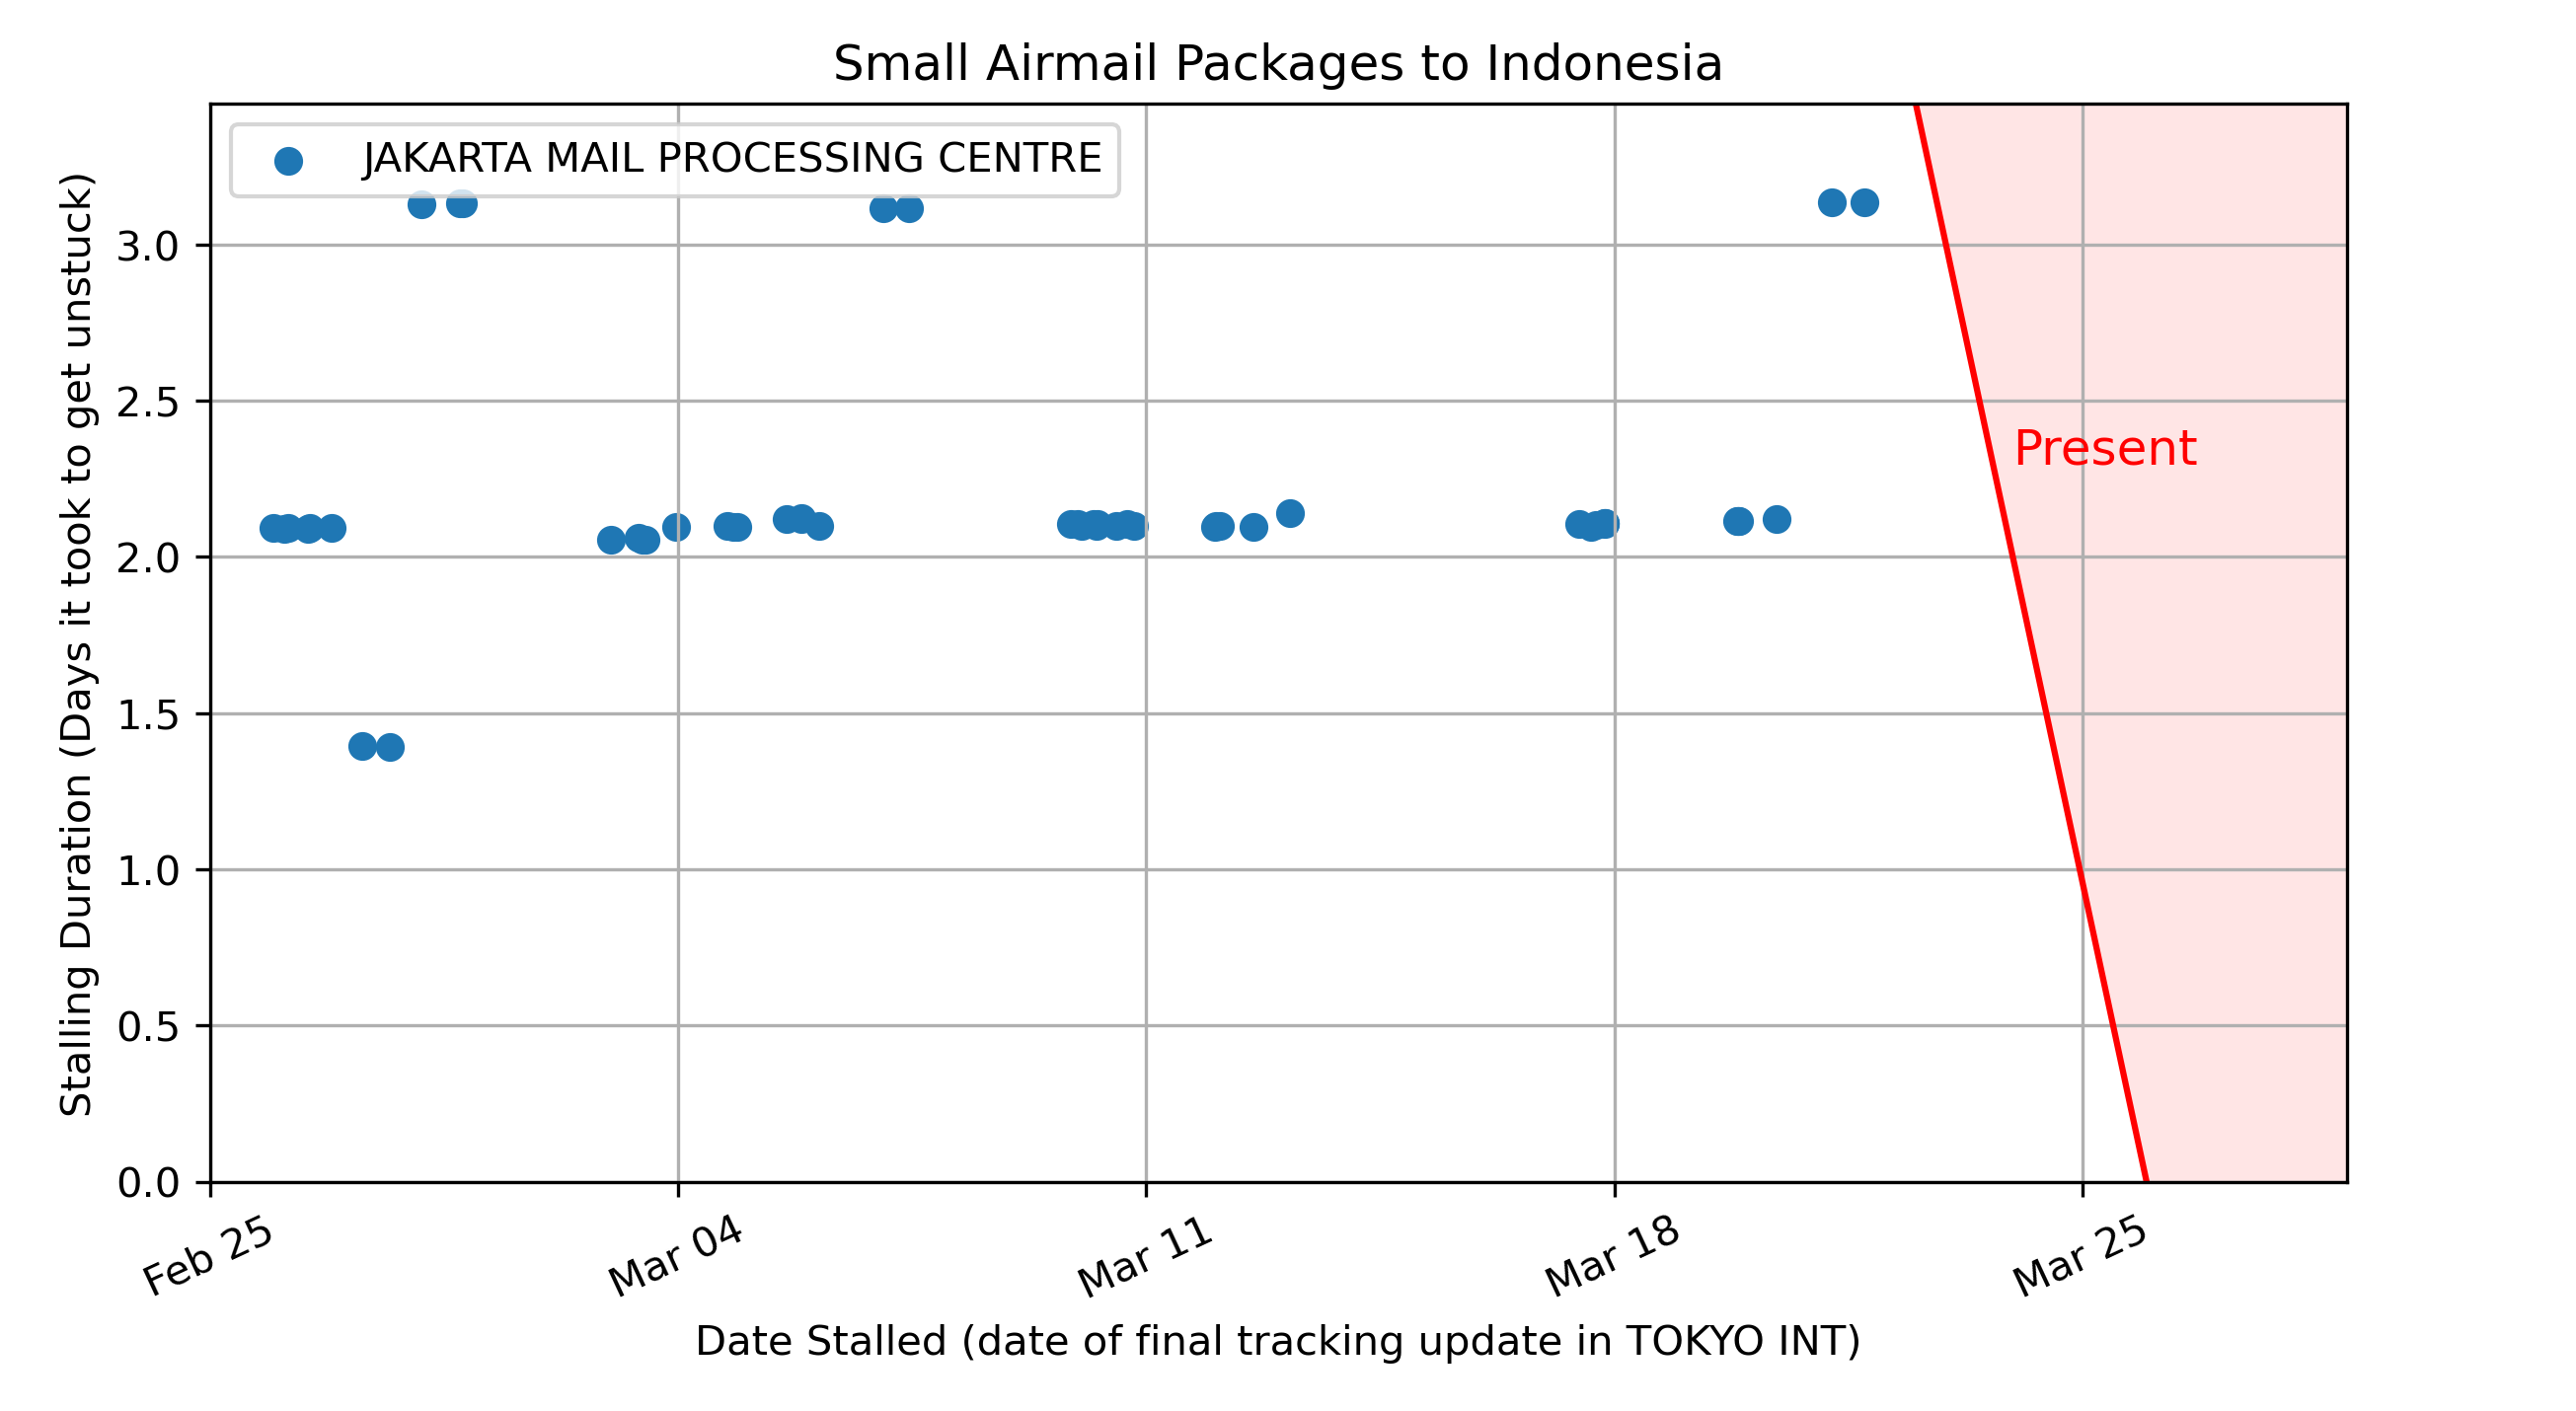 Small Airmail Packages to Indonesia
JAKARTA MAIL PROCESSING CENTRE
Stalling Duration (Days it took to get unstuck)
3.0
2.5
2.0
1.5
1.0
0.5
0.0
Present
Feb 25
Mar 04
Mar 11
Mar 18
Mar 25
Date Stalled (date of final tracking update in TOKYO INT)